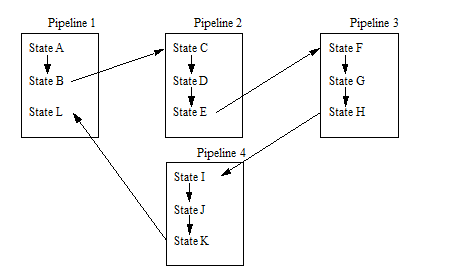 Pipeline 1
State A
State B
State L
Pipeline 2
State C
State D
State E
Pipeline 3
State F
State G
State H
Pipeline 4
State I
State J
State K